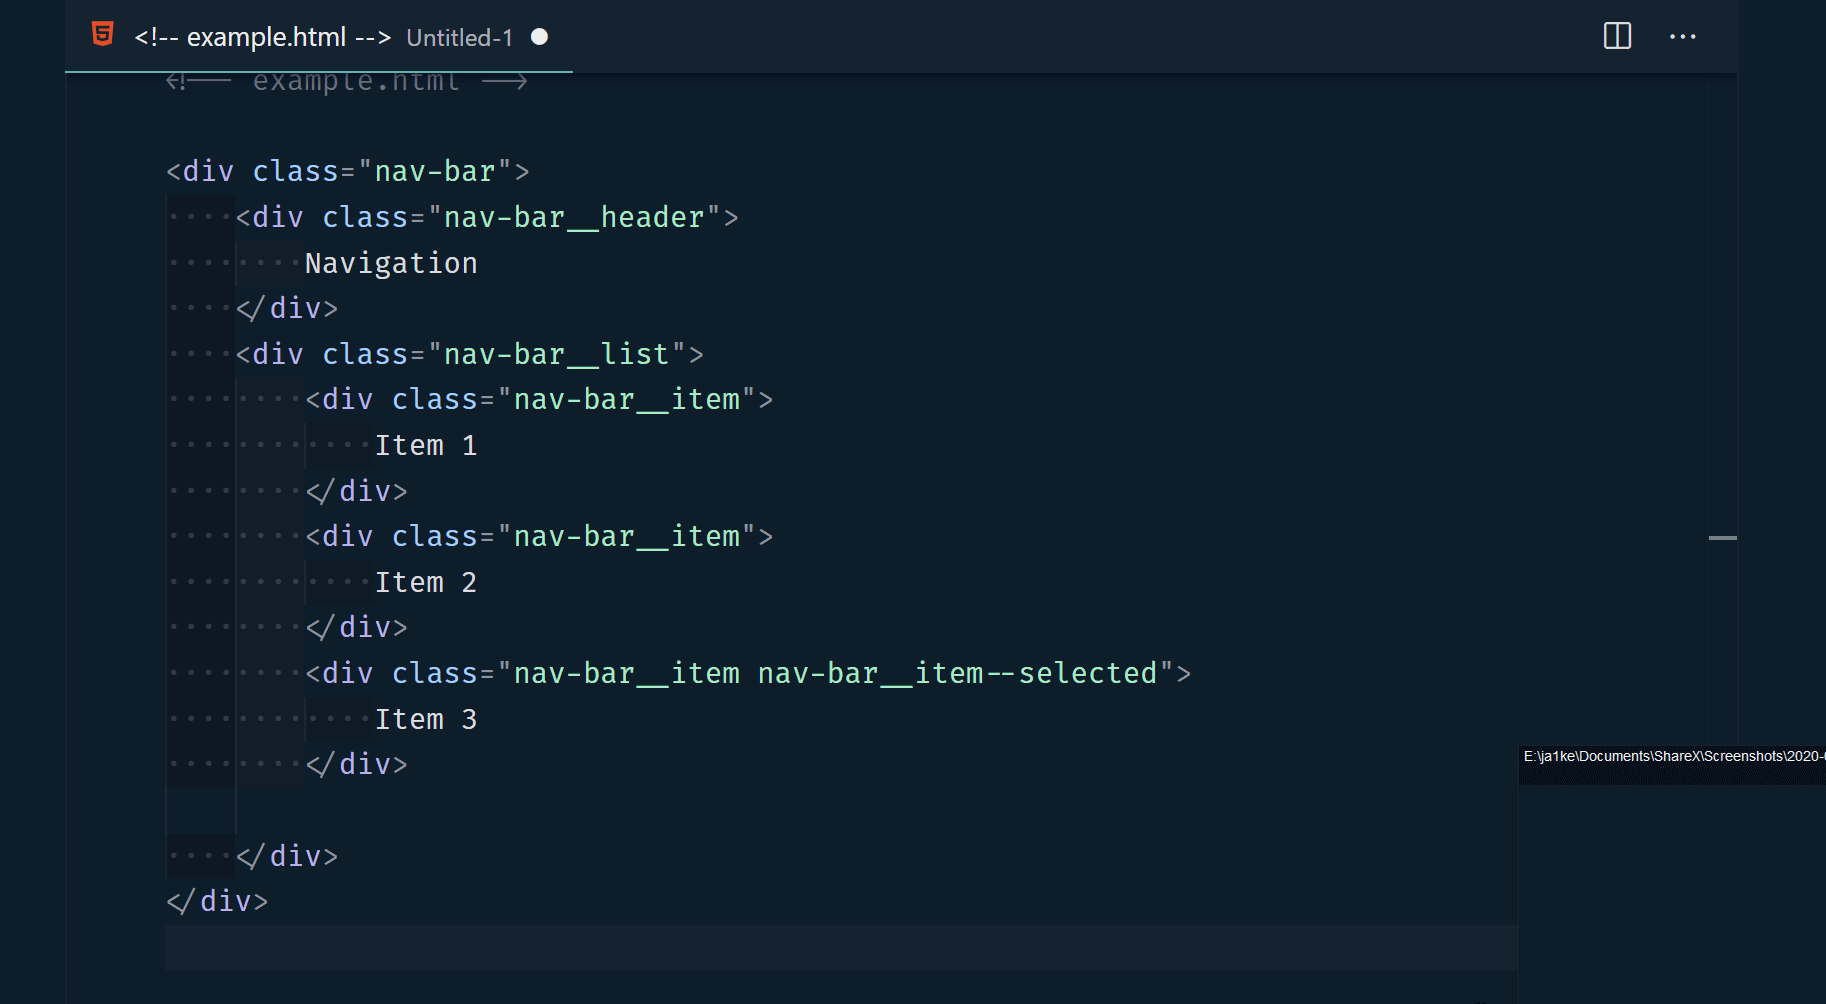 <!-- example.html --> Untitled-1
<!-- example.html -->
<div class="nav-bar">
    <div class="nav-bar__header">
        Navigation
    </div>
    <div class="nav-bar__list">
        <div class="nav-bar__item">
            Item 1
        </div>
        <div class="nav-bar__item">
            Item 2
        </div>
        <div class="nav-bar__item nav-bar__item--selected">
            Item 3
        </div>
E:\ja1ke\Documents\ShareX\Screenshots\2020-
    </div>
</div>